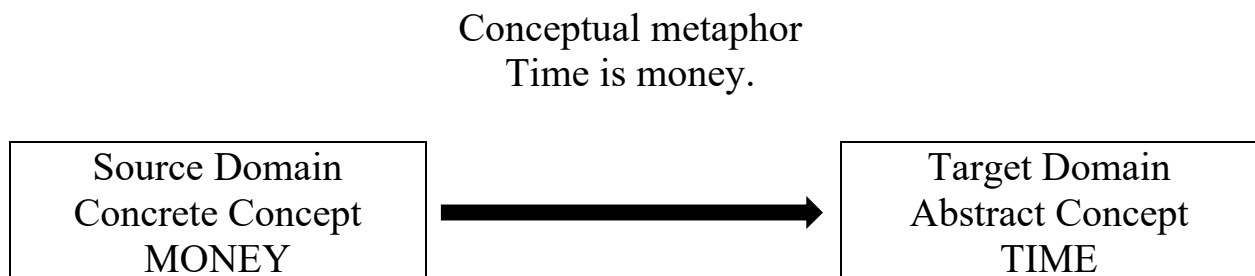 Conceptual metaphor
Time is money.
Source Domain
Concrete Concept
MONEY
Target Domain
Abstract Concept
TIME